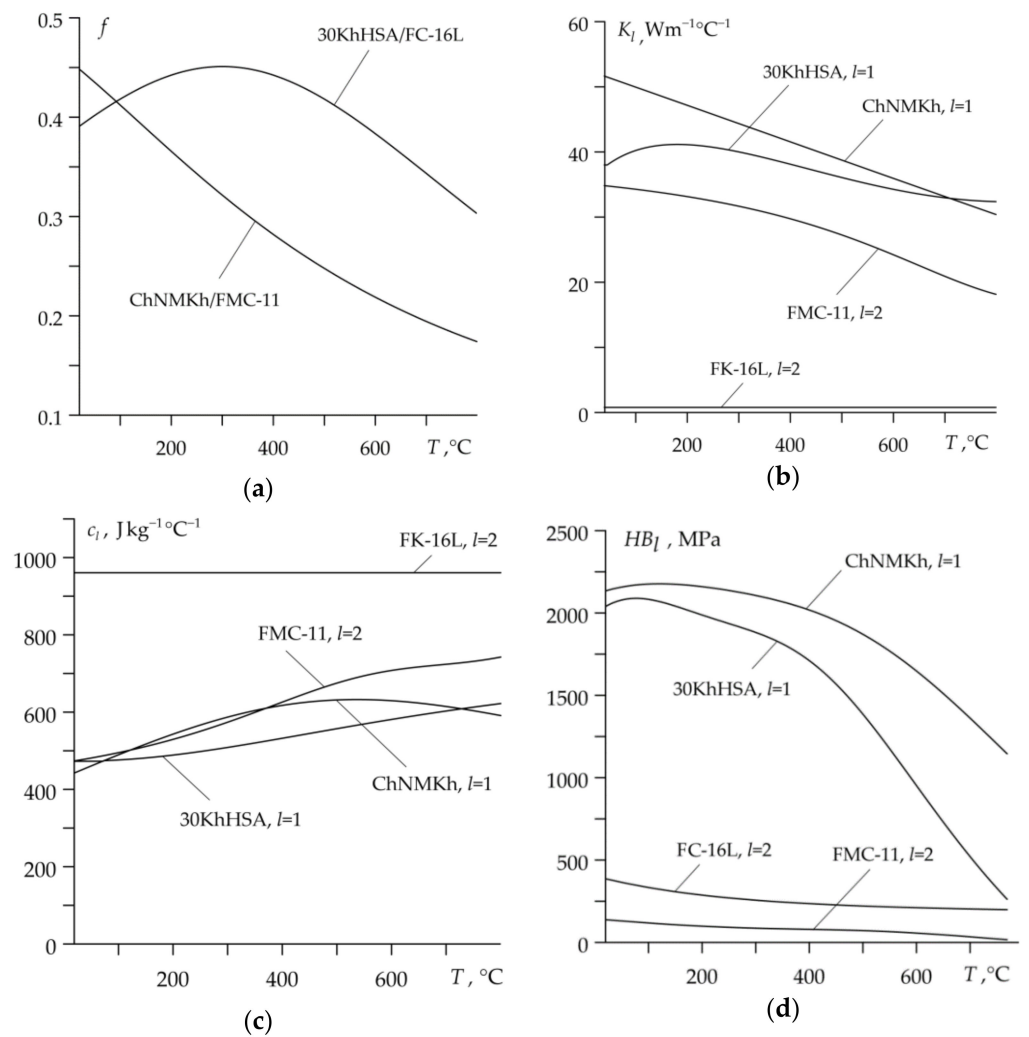 0.5
f
30KhHSA/FC-16L
0.4
0.3
ChNMKh/FMC-11
0.2
0.1
200
400
600
T ,°C
(a)
60
K_l ,Wm⁻¹°C⁻¹
30KhHSA, l=1
ChNMKh, l=1
40
20
FMC-11, l=2
FK-16L, l=2
0
200
400
600
T ,°C
(b)
c_l , J kg⁻¹°C⁻¹
FK-16L, l=2
1000
800
FMC-11, l=2
600
ChNMKh, l=1
400
30KhHSA, l=1
200
0
200
400
600
T , °C
(c)
2500
HB_l , MPa
ChNMKh, l=1
2000
30KhHSA, l=1
1500
1000
FC-16L, l=2
FMC-11, l=2
500
0
200
400
600
T , °C
(d)